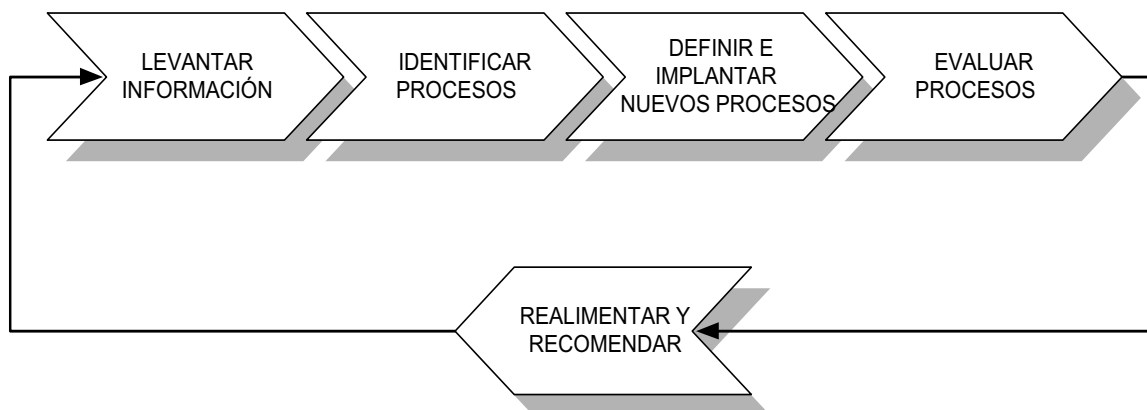 LEVANTAR
INFORMACIÓN
IDENTIFICAR
PROCESOS
DEFINIR E
IMPLANTAR
NUEVOS PROCESOS
EVALUAR
PROCESOS
REALIMENTAR Y
RECOMENDAR